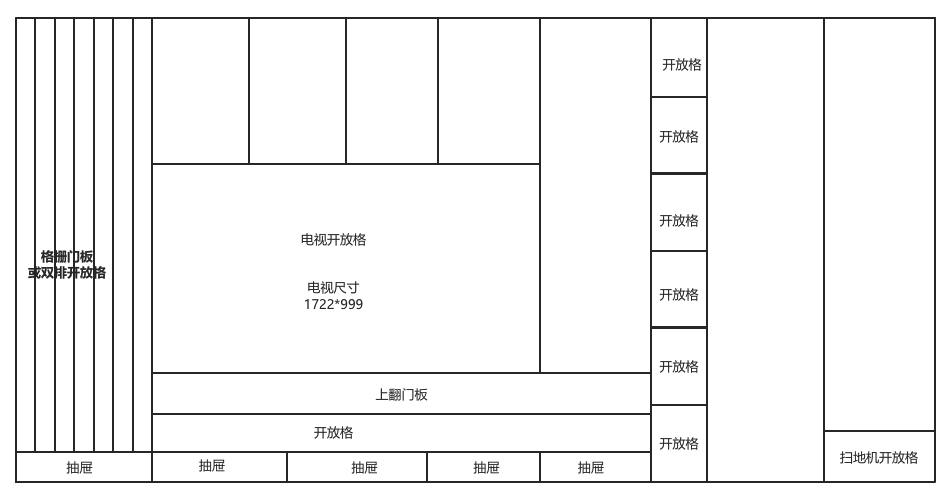 开放格
开放格
开放格
电视开放格
格栅门板
或双排开放格
电视尺寸
1722*999
开放格
开放格
上翻门板
开放格
开放格
扫地机开放格
抽屉
抽屉
抽屉
抽屉
抽屉